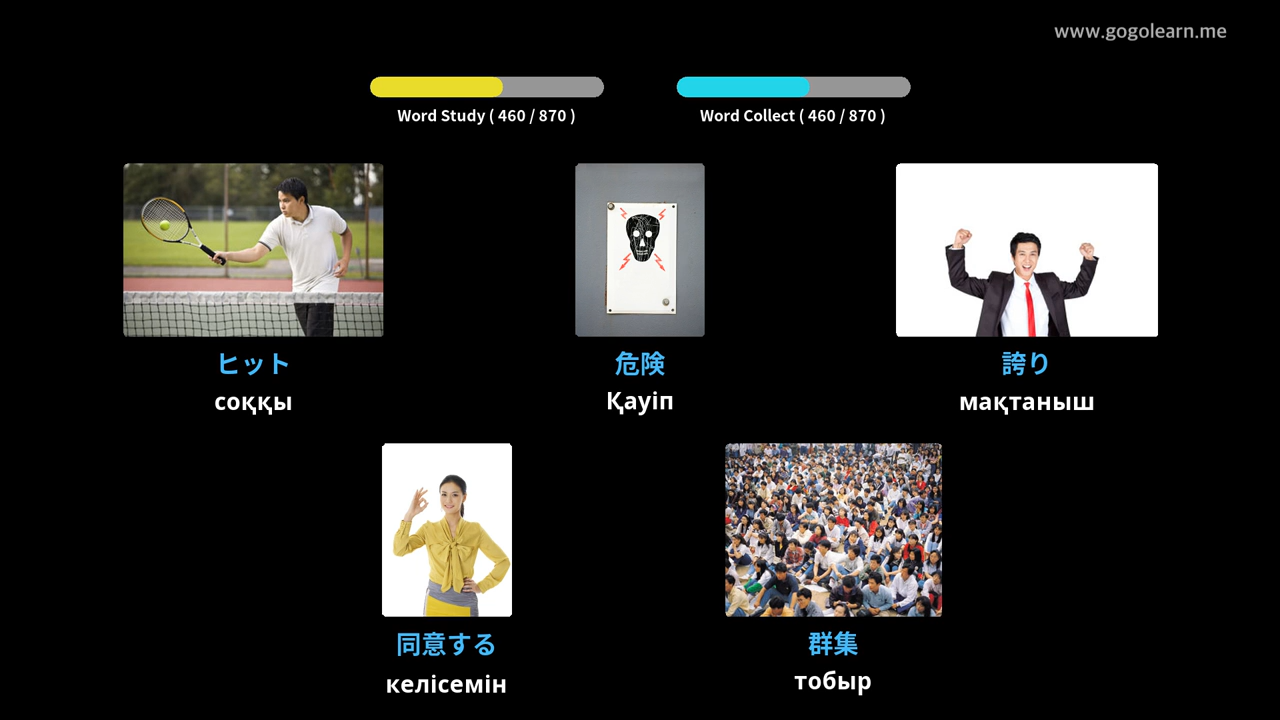 www.gogolearn.me
Word Study ( 460 / 870 )
Word Collect ( 460 / 870 )
ヒット
соққы
危険
Қауіп
誇り
мақтаныш
同意する
келісемін
群集
тобыр